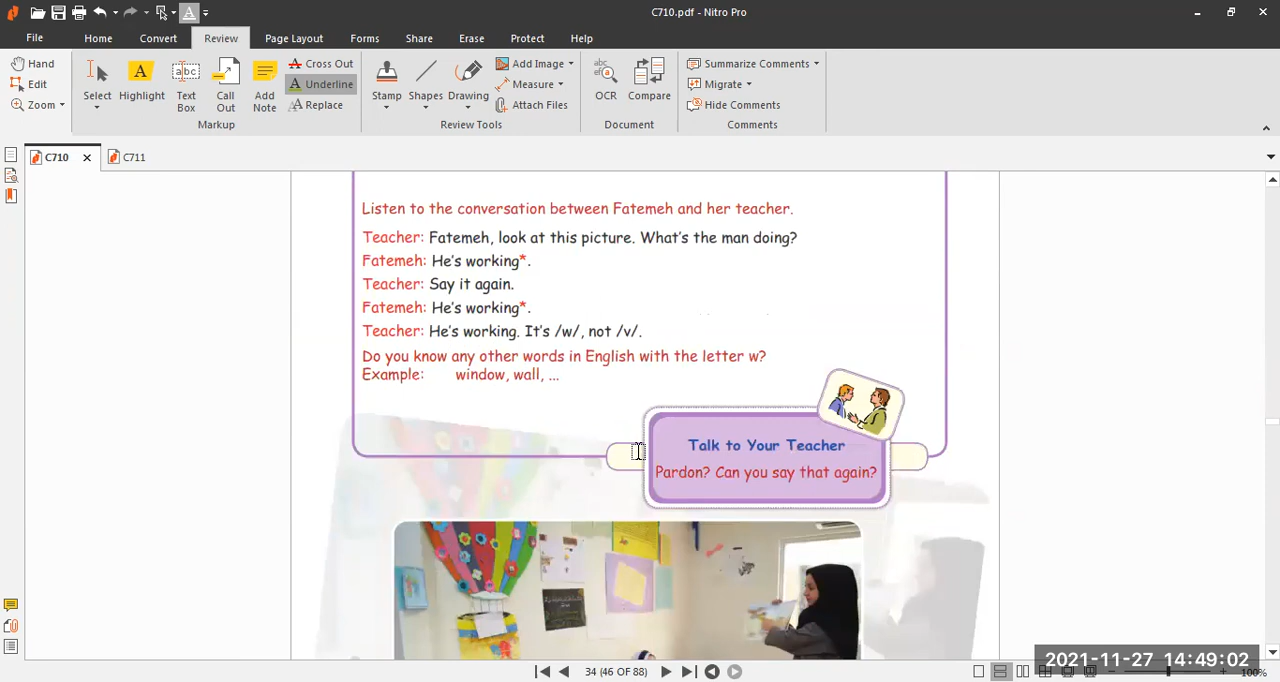 C710.pdf - Nitro Pro
File Home Convert Review Page Layout Forms Share Erase Protect Help
Hand
Edit
Zoom
Select
Highlight
Text Box
Call Out
Add Note
Cross Out
Underline
Replace
Markup
Stamp
Shapes
Drawing
Add Image
Measure
Attach Files
Review Tools
OCR
Compare
Document
Summarize Comments
Migrate
Hide Comments
Comments
C710
C711
Listen to the conversation between Fatemeh and her teacher.
Teacher: Fatemeh, look at this picture. What's the man doing?
Fatemeh: He's working*.
Teacher: Say it again.
Fatemeh: He's working*.
Teacher: He's working. It's /w/, not /v/.
Do you know any other words in English with the letter w?
Example: window, wall, ...
Talk to Your Teacher
Pardon? Can you say that again?
34 (46 OF 88)
2021-11-27 14:49:02
100%